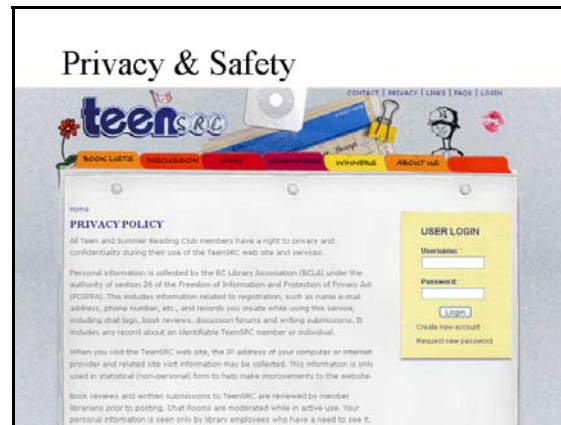 Privacy & Safety
CONTACT | PRIVACY | LINKS | FAQS | LOGIN
teenSRC
through
BOOK LISTS DISCUSSION CHAT WINNERS ABOUT US
Home
PRIVACY POLICY
All Teen and Summer Reading Club members have a right to privacy and
confidentiality during their use of the TeenSRC web site and services.
Personal information is collected by the BC Library Association (BCLA) under the
authority of section 26 of the Freedom of Information and Protection of Privacy Act
(FOIPPA). This includes information related to registration, such as name e-mail
address, phone number, etc., and records you create while using this service,
including chat logs, book reviews, discussion forums and writing submissions. It
includes any record about an identifiable TeenSRC member or individual.
When you visit the TeenSRC web site, the IP address of your computer or internet
provider and related site visit information may be collected. This information is only
used in statistical (non-personal) form to help make improvements to the website.
Book reviews and written submissions to TeenSRC are reviewed by member
librarians prior to posting. Chat Rooms are moderated while in active use. Your
personal information is seen only by library employees who have a need to see it.
USER LOGIN
Username: *
Password:
Login
Create new account
Request new password